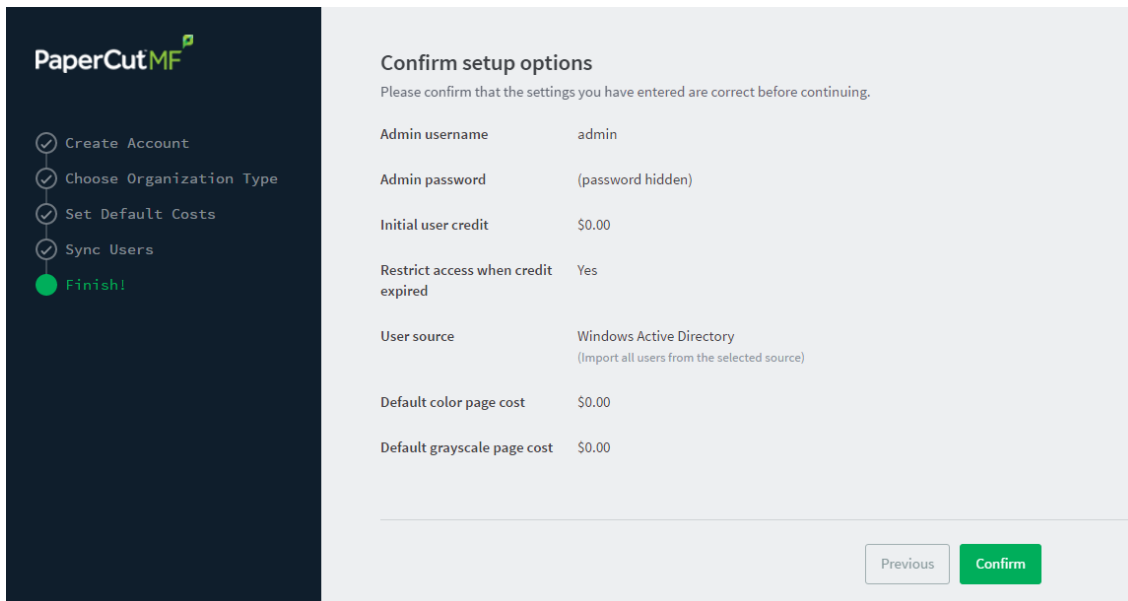 PaperCut MF
Create Account
Choose Organization Type
Set Default Costs
Sync Users
Finish!
Confirm setup options
Please confirm that the settings you have entered are correct before continuing.
Admin username admin
Admin password (password hidden)
Initial user credit $0.00
Restrict access when credit Yes
expired
User source Windows Active Directory
(Import all users from the selected source)
Default color page cost $0.00
Default grayscale page cost $0.00
Previous Confirm